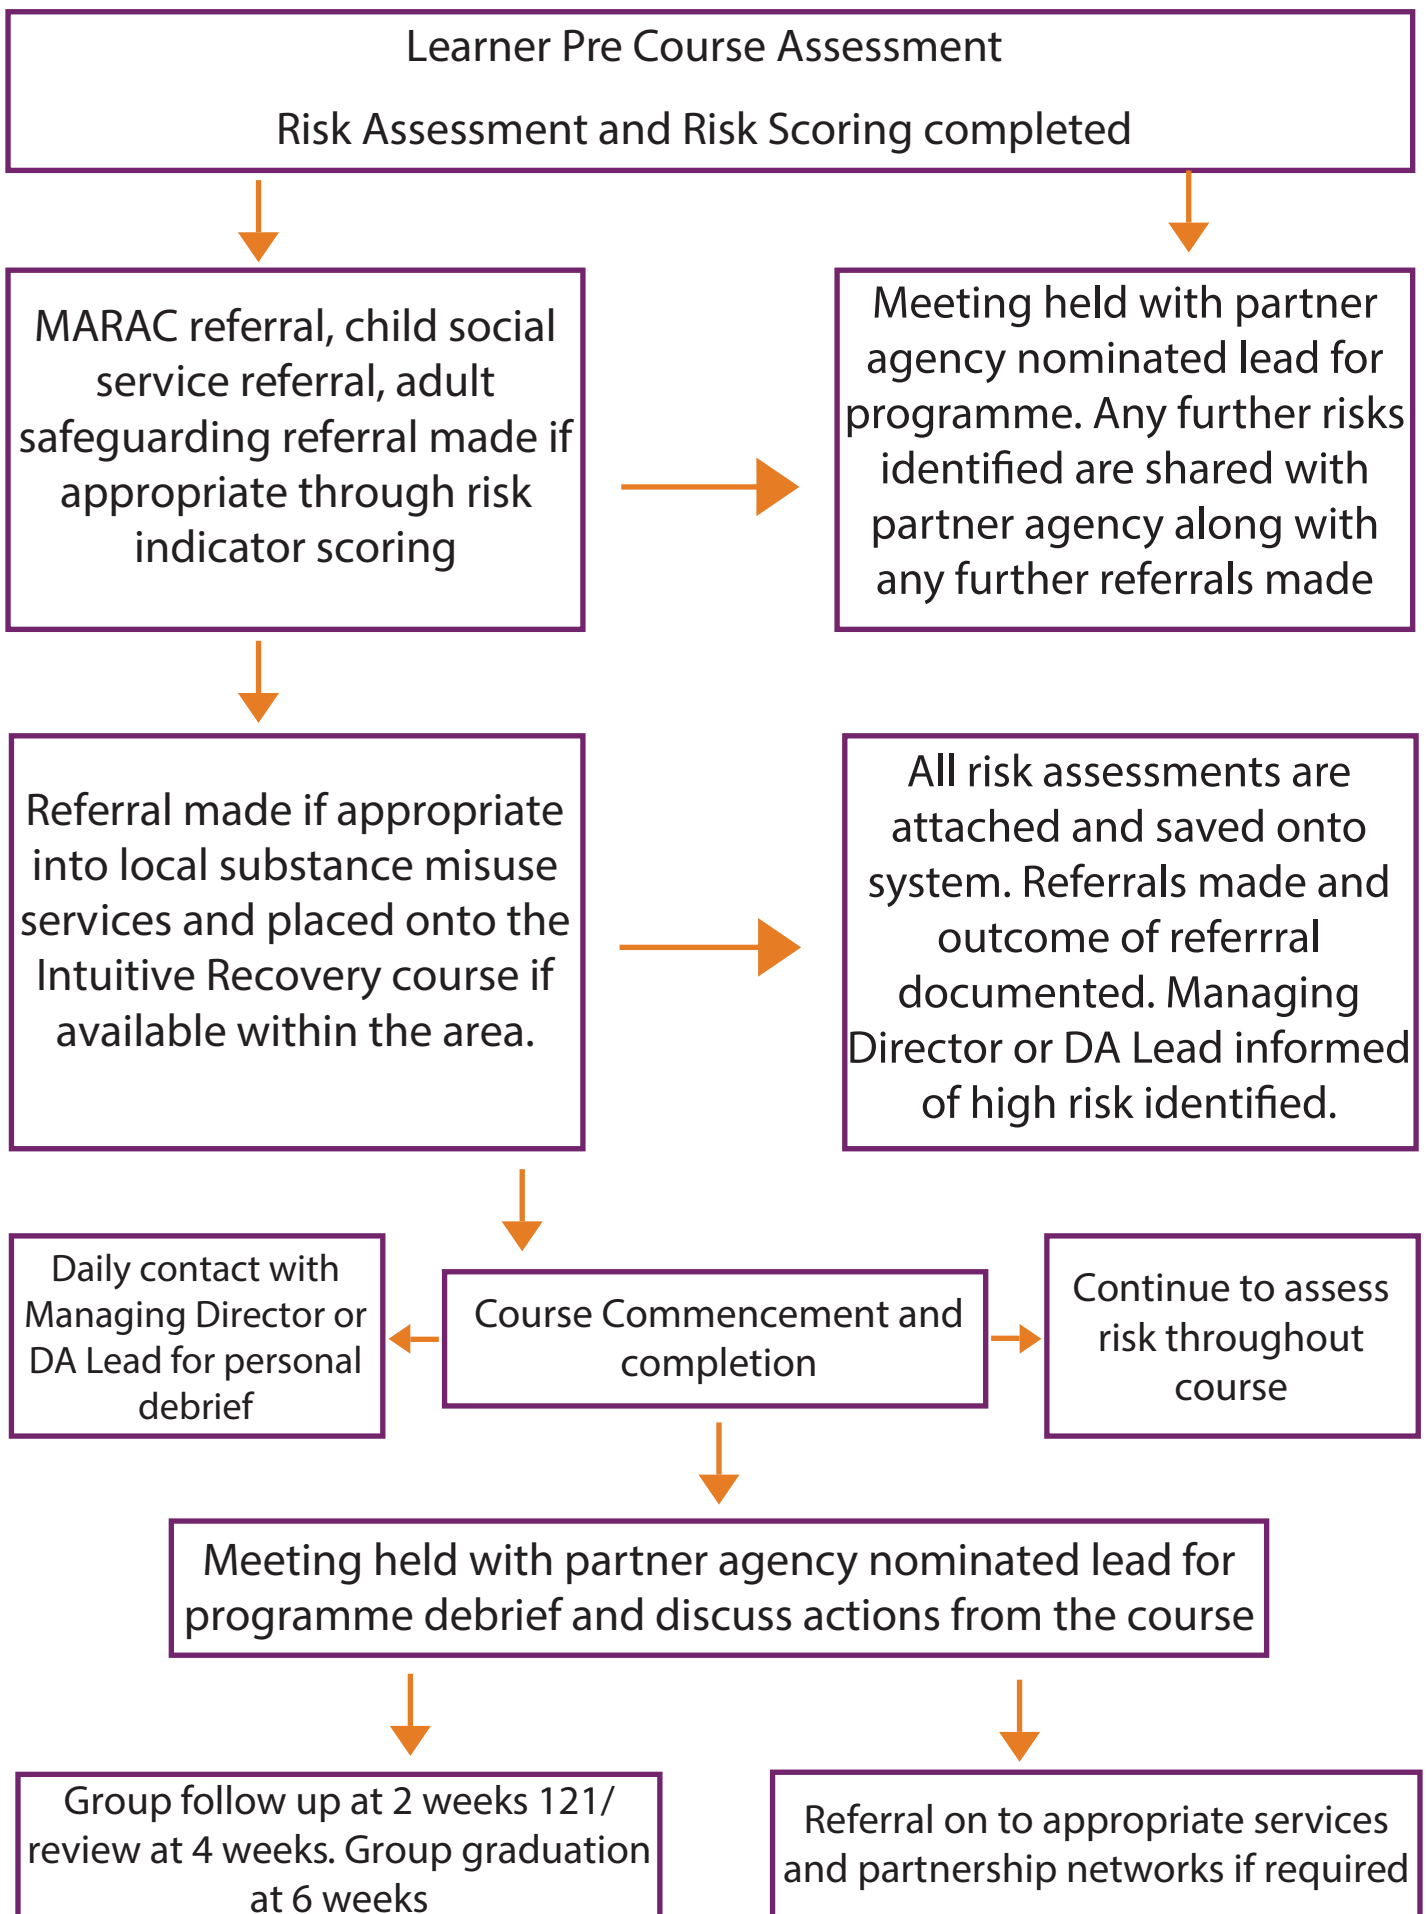 Learner Pre Course Assessment
Risk Assessment and Risk Scoring completed
MARAC referral, child social
service referral, adult
safeguarding referral made if
appropriate through risk
indicator scoring
Meeting held with partner
agency nominated lead for
programme. Any further risks
identified are shared with
partner agency along with
any further referrals made
Referral made if appropriate
into local substance misuse
services and placed onto the
Intuitive Recovery course if
available within the area.
All risk assessments are
attached and saved onto
system. Referrals made and
outcome of referrral
documented. Managing
Director or DA Lead informed
of high risk identified.
Daily contact with
Managing Director or
DA Lead for personal
debrief
Course Commencement and
completion
Continue to assess
risk throughout
course
Meeting held with partner agency nominated lead for
programme debrief and discuss actions from the course
Group follow up at 2 weeks 121/
review at 4 weeks. Group graduation
at 6 weeks
Referral on to appropriate services
and partnership networks if required